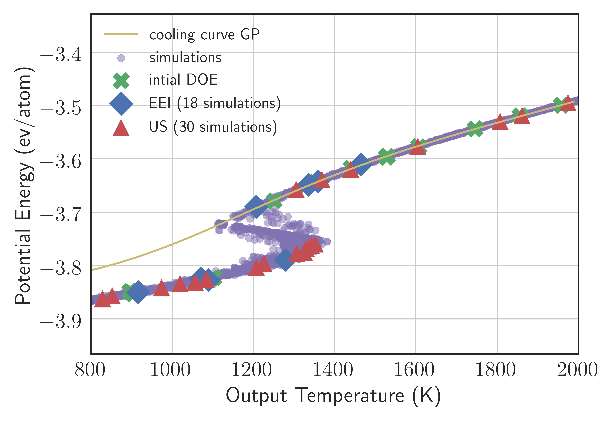 cooling curve GP
simulations
intial DOE
EEI (18 simulations)
US (30 simulations)
Potential Energy (ev/atom)
−3.4
−3.5
−3.6
−3.7
−3.8
−3.9
800 1000 1200 1400 1600 1800 2000
Output Temperature (K)